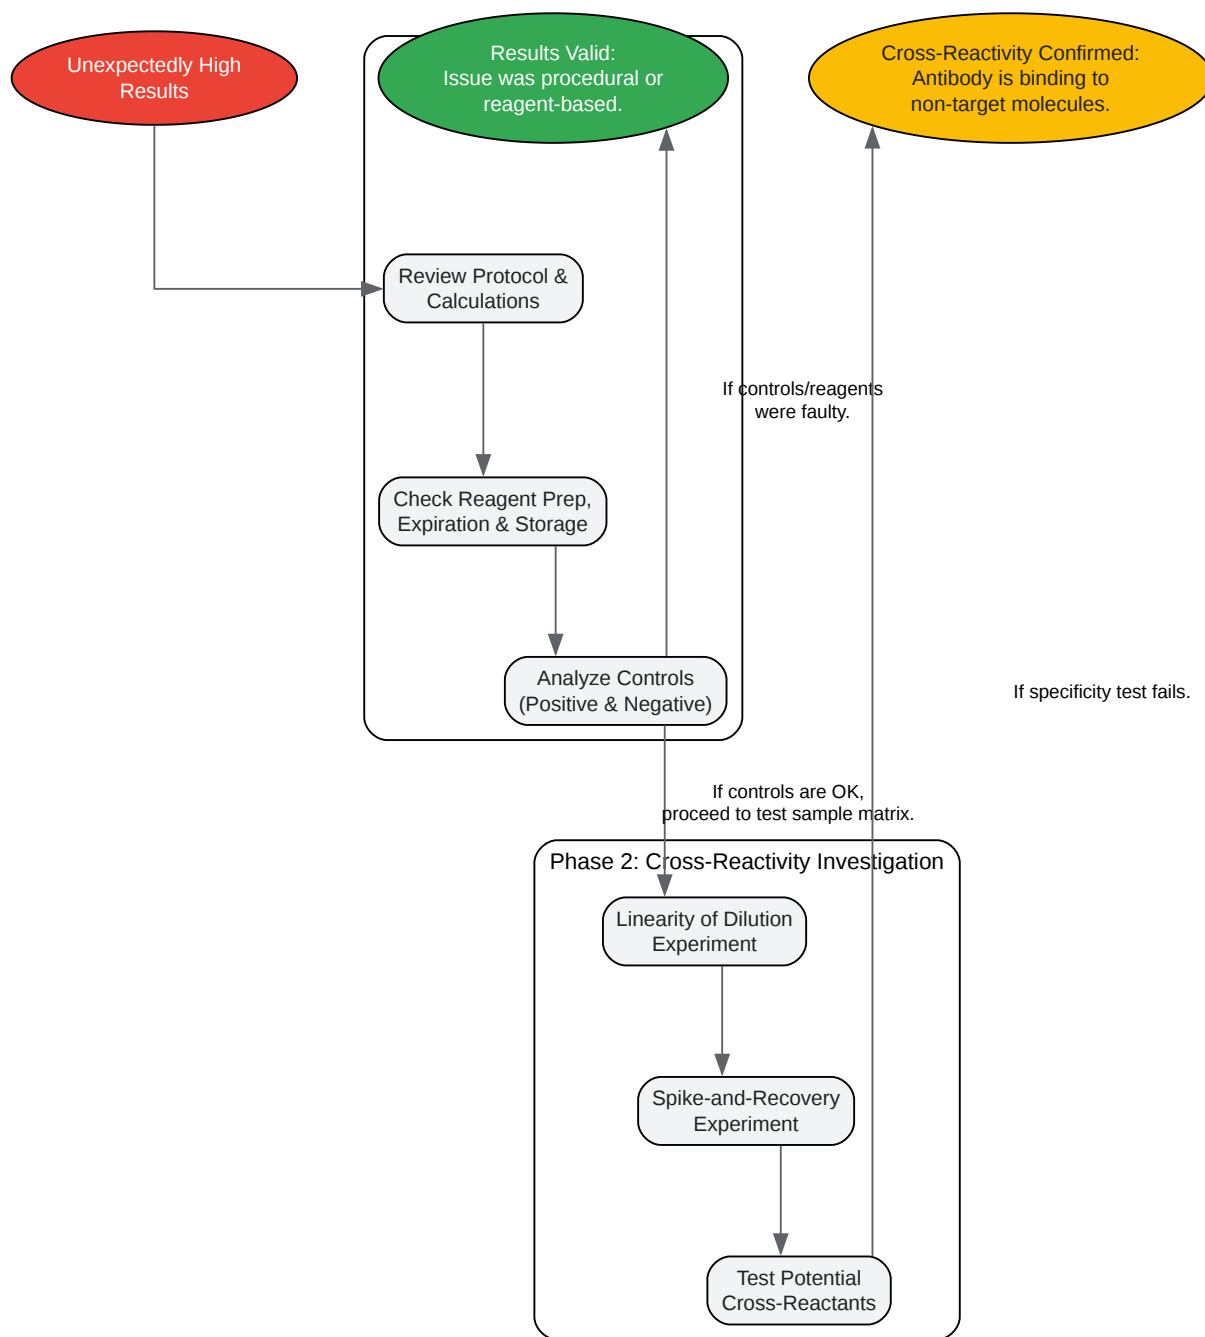 Unexpectedly High
Results
Results Valid:
Issue was procedural or
reagent-based.
Cross-Reactivity Confirmed:
Antibody is binding to
non-target molecules.
Review Protocol &
Calculations
If controls/reagents
were faulty.
Check Reagent Prep,
Expiration & Storage
Analyze Controls
(Positive & Negative)
If specificity test fails.
If controls are OK,
proceed to test sample matrix.
Phase 2: Cross-Reactivity Investigation
Linearity of Dilution
Experiment
Spike-and-Recovery
Experiment
Test Potential
Cross-Reactants